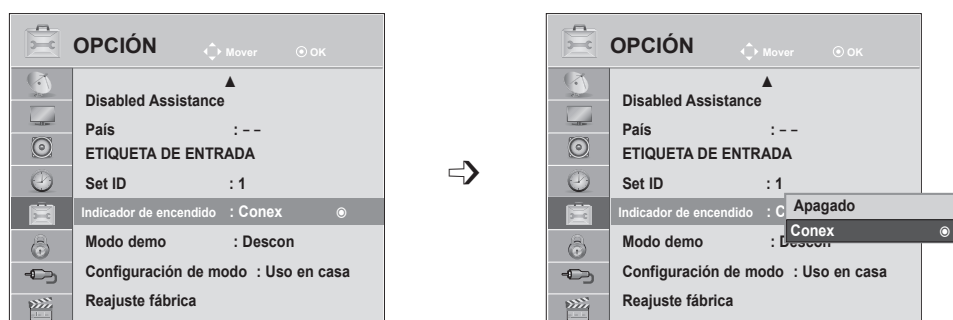 OPCIÓN Mover OK
▲
Disabled Assistance
País : – –
ETIQUETA DE ENTRADA
Set ID : 1
Indicador de encendido : Conex
Modo demo : Descon
Configuración de modo : Uso en casa
Reajuste fábrica
OPCIÓN Mover OK
▲
Disabled Assistance
País : – –
ETIQUETA DE ENTRADA
Set ID : 1
Indicador de encendido : C
Apagado
Conex
Modo demo : Descon
Configuración de modo : Uso en casa
Reajuste fábrica